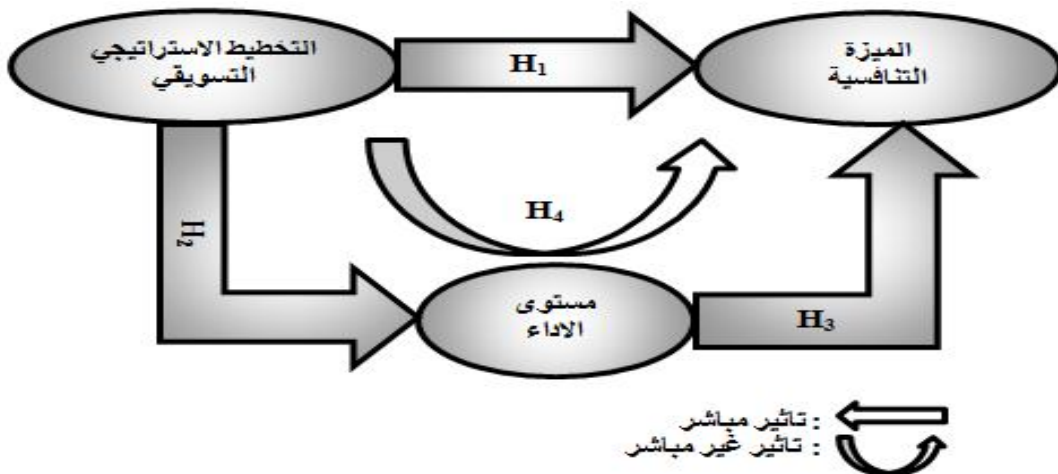 التخطيط الاستراتيجي
التسويقي
H₁
الميزة
التنافسية
H₂
H₄
مستوى
الاداء
H₃
: تاثير مباشر
: تاثير غير مباشر